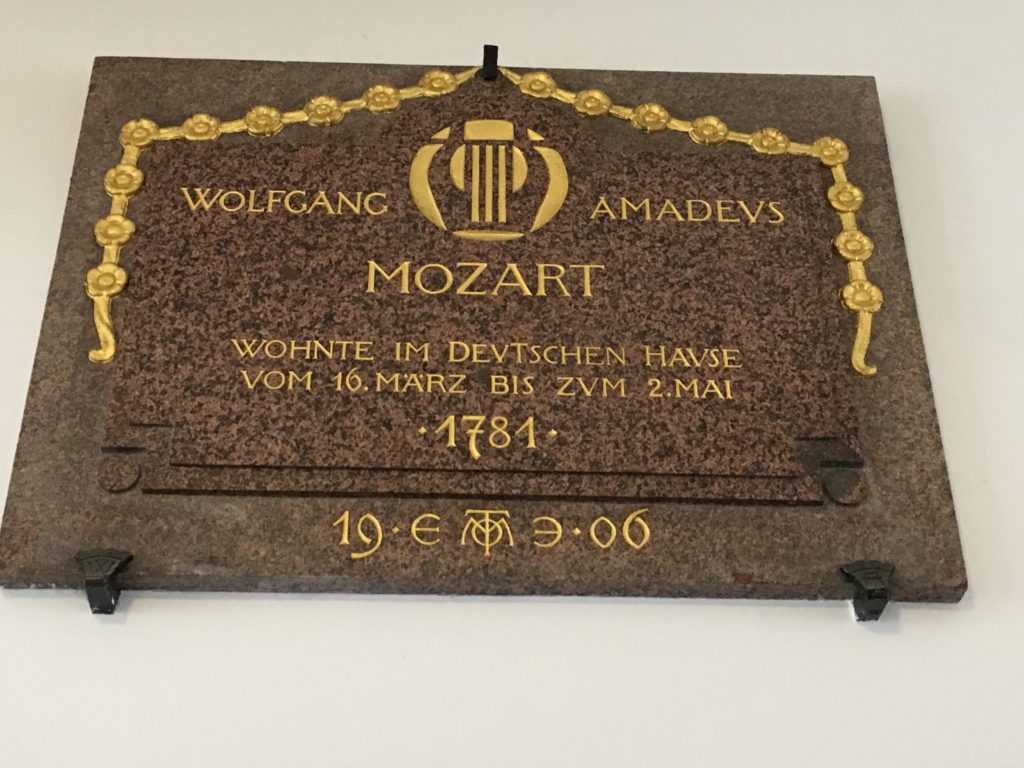 WOLFGANG AMADEVS
MOZART
WOHNTE IM DEVTSCHEN HAVSE
VOM 16. MÄRZ BIS ZVM 2. MAI
·1781·
19·E Э·06